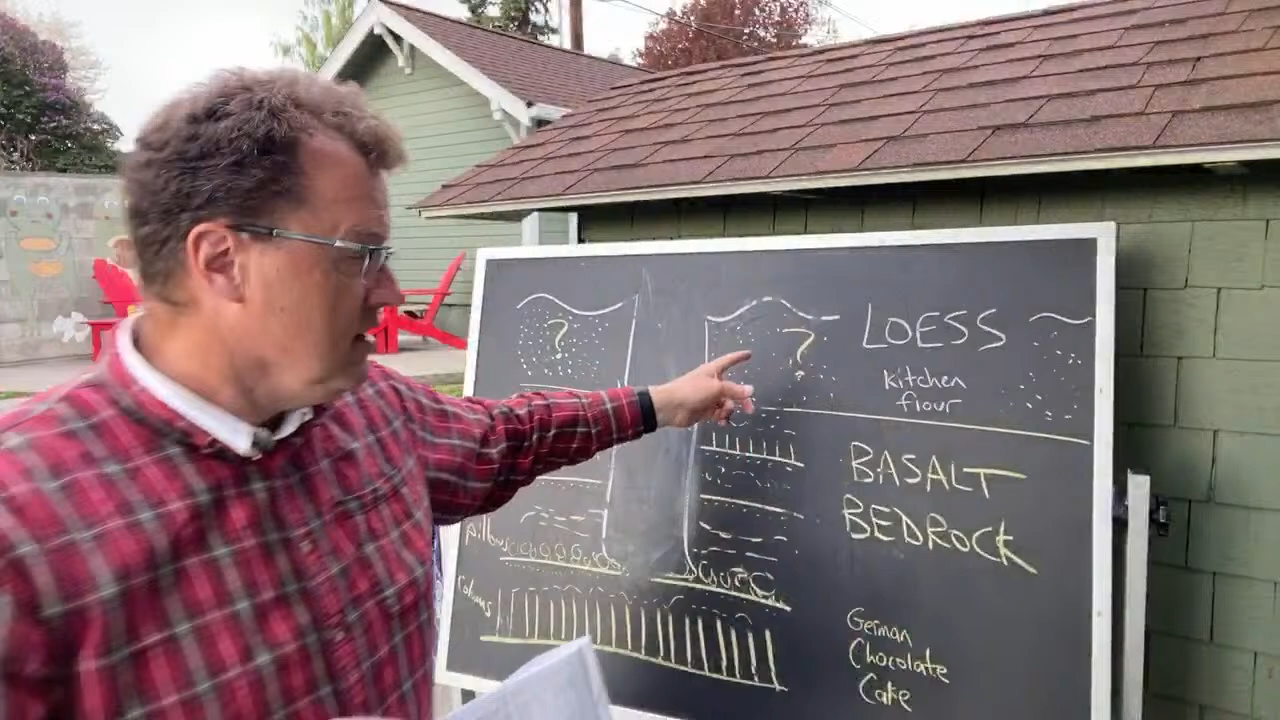 ?
?
LOESS
Kitchen
flour
BASALT
BEDROCK
pillows
columns
German
Chocolate
Cake